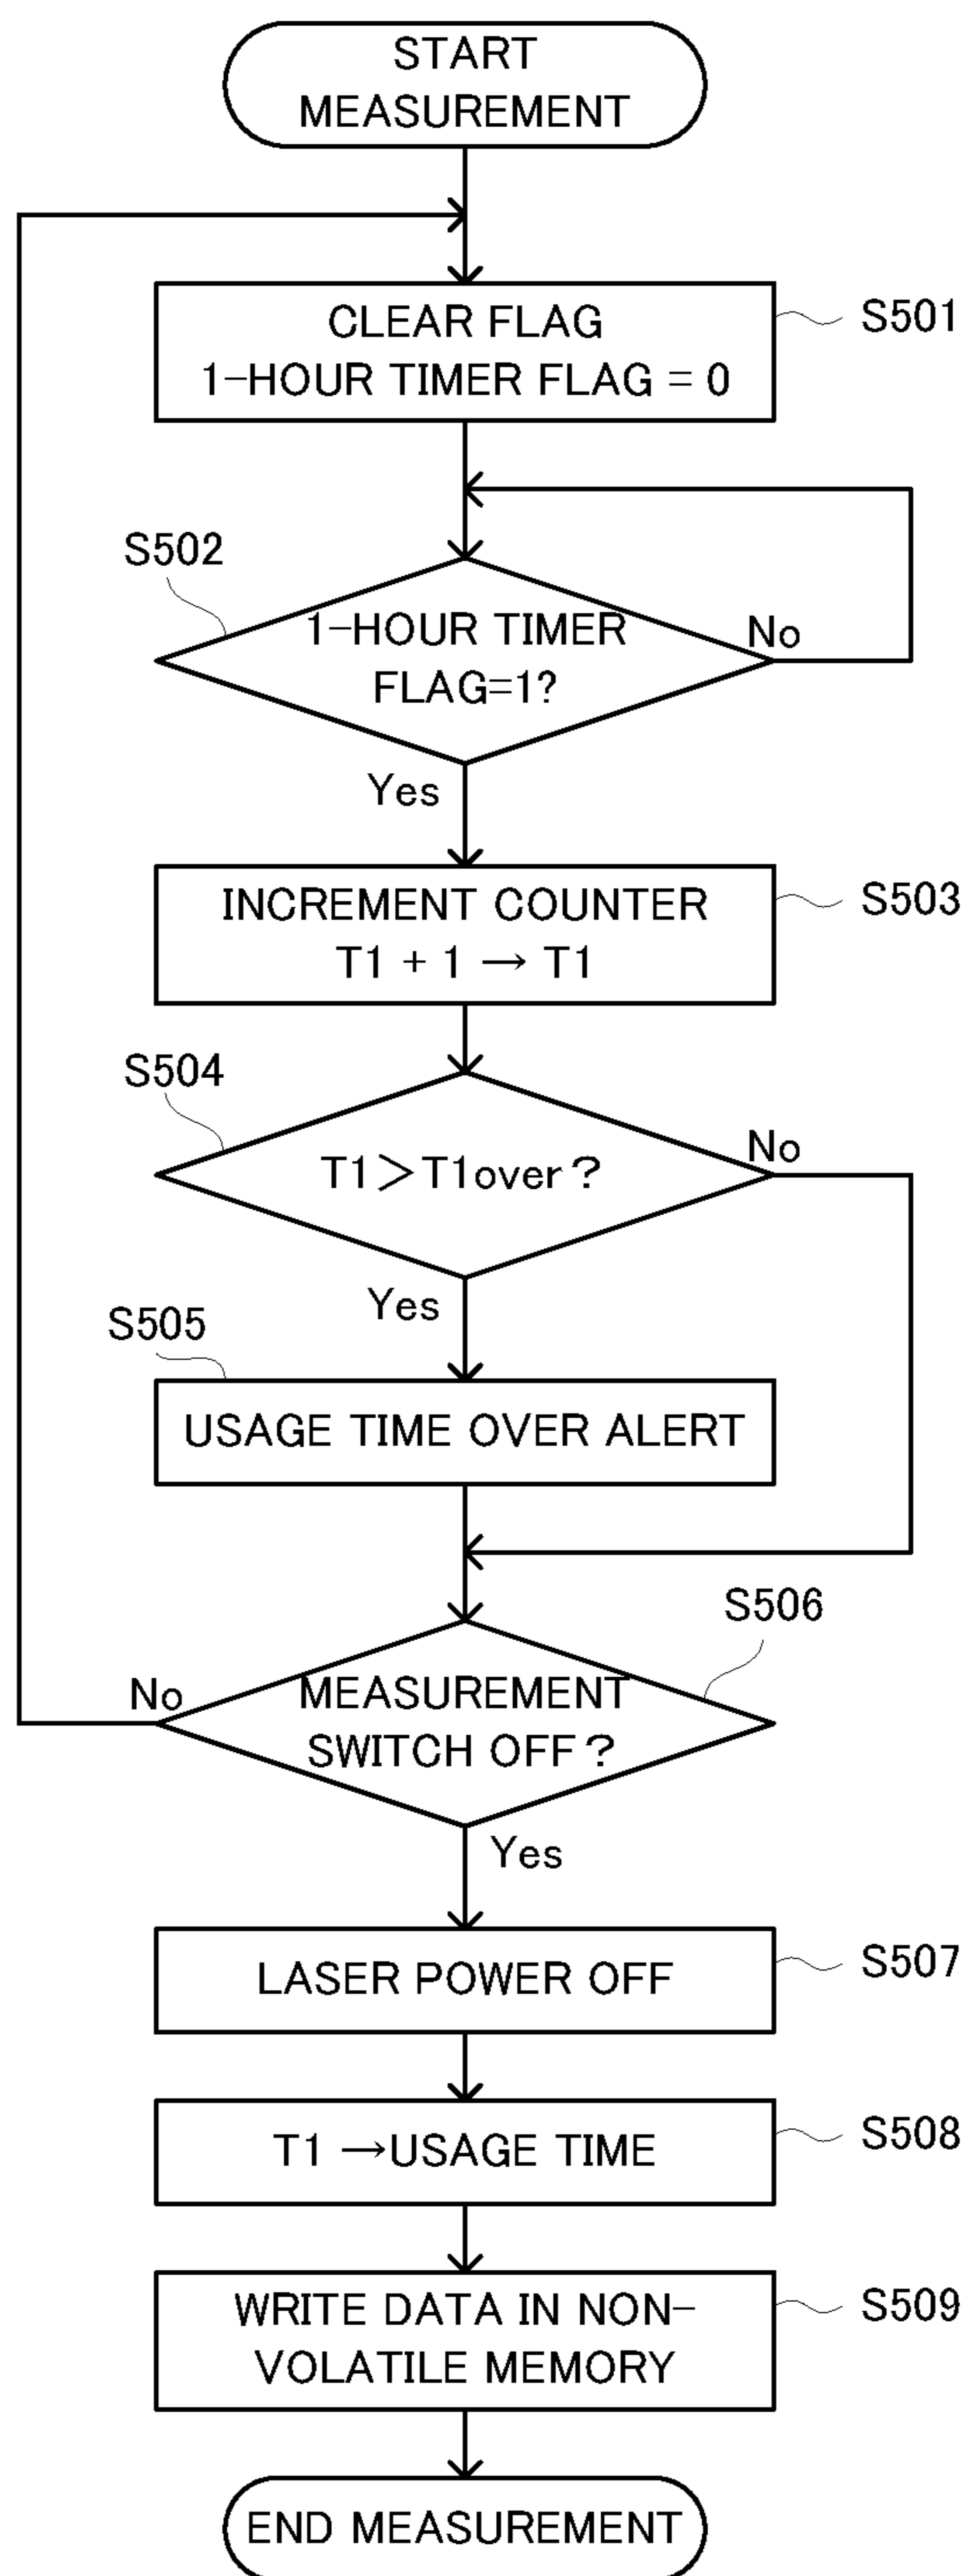 START
MEASUREMENT
CLEAR FLAG
1-HOUR TIMER FLAG = 0
S501
S502
1-HOUR TIMER
FLAG=1?
No
Yes
INCREMENT COUNTER
T1 + 1 → T1
S503
S504
T1>T1over?
No
Yes
S505
USAGE TIME OVER ALERT
S506
MEASUREMENT
SWITCH OFF?
No
Yes
LASER POWER OFF
S507
T1 →USAGE TIME
S508
WRITE DATA IN NON-
VOLATILE MEMORY
S509
END MEASUREMENT